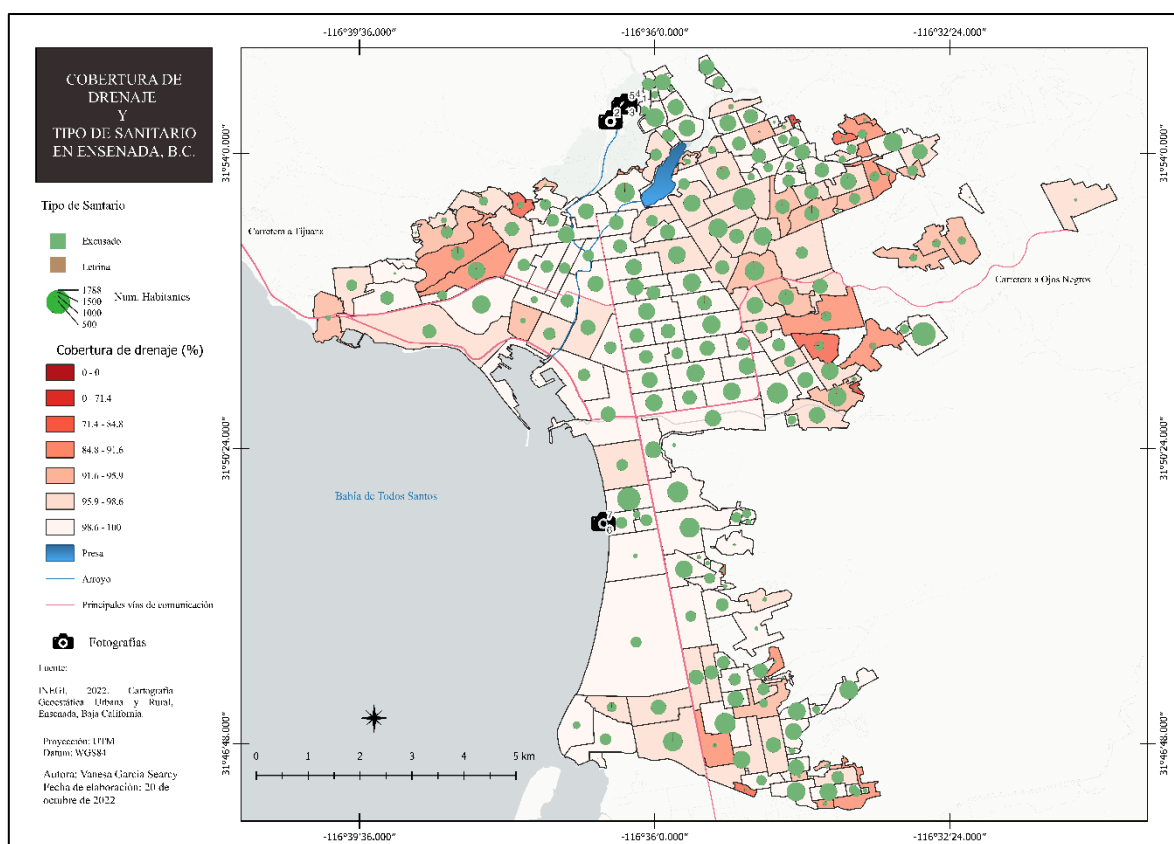 COBERTURA DE
DRENAJE
Y
TIPO DE SANITARIO
EN ENSENADA, B.C.
Tipo de Santario
Excusado
Letrina
1788
1500
1000
500
Num. Habitantes
Cobertura de drenaje (%)
0 - 0
0 - 71.4
71.4 - 84.8
84.8 - 91.6
91.6 - 95.9
95.9 - 98.6
98.6 - 100
Presa
Arroyo
Principales vías de comunicación
Fotografías
Fuente:
INEGI, 2022. Cartografía
Geoestática Urbana y Rural,
Ensenada, Baja California.
Proyección: UTM
Datum: WGS84
Autora: Vanesa García Searcy
Fecha de elaboración: 20 de
octubre de 2022
-116°39'36.000"
-116°36'0.000"
-116°32'24.000"
31°54'0.000"
31°54'0.000"
5
4
1
2
3
Carretera a Tijuana
Carretera a Ojos Negros
31°50'24.000"
31°50'24.000"
Bahía de Todos Santos
7
6
31°46'48.000"
31°46'48.000"
0 1 2 3 4 5 km
-116°39'36.000"
-116°36'0.000"
-116°32'24.000"